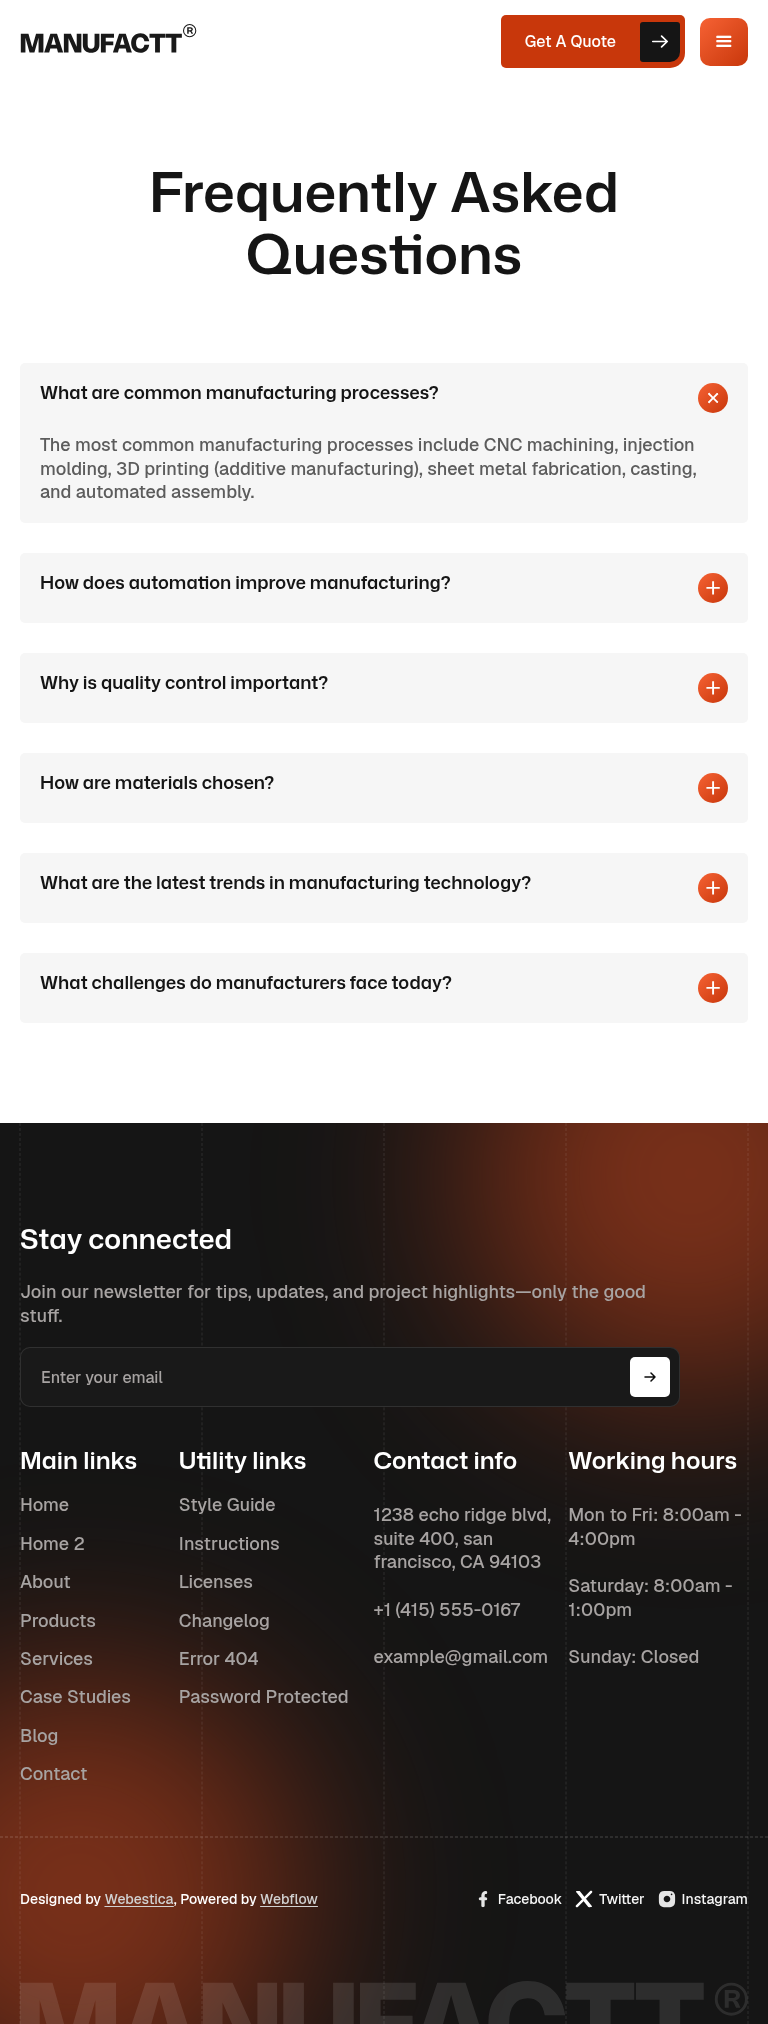 MANUFACTT®
Get A Quote
Frequently Asked
Questions
What are common manufacturing processes?
The most common manufacturing processes include CNC machining, injection
molding, 3D printing (additive manufacturing), sheet metal fabrication, casting,
and automated assembly.
How does automation improve manufacturing?
Why is quality control important?
How are materials chosen?
What are the latest trends in manufacturing technology?
What challenges do manufacturers face today?
Stay connected
Join our newsletter for tips, updates, and project highlights—only the good
stuff.
Enter your email
Main links
Home
Home 2
About
Products
Services
Case Studies
Blog
Contact
Utility links
Style Guide
Instructions
Licenses
Changelog
Error 404
Password Protected
Contact info
1238 echo ridge blvd,
suite 400, san
francisco, CA 94103
+1 (415) 555-0167
example@gmail.com
Working hours
Mon to Fri: 8:00am -
4:00pm
Saturday: 8:00am -
1:00pm
Sunday: Closed
Designed by Webestica, Powered by Webflow
Facebook
Twitter
Instagram
MANUFACTT®